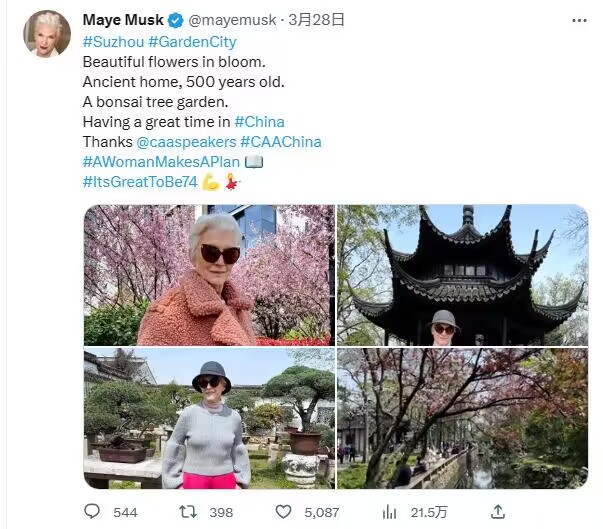 Maye Musk @mayemusk · 3月28日
#Suzhou #GardenCity
Beautiful flowers in bloom.
Ancient home, 500 years old.
A bonsai tree garden.
Having a great time in #China
Thanks @caaspeakers #CAAChina
#AWomanMakesAPlan 📖
#ItsGreatToBe74 💪 💃
544 398 5,087 21.5万